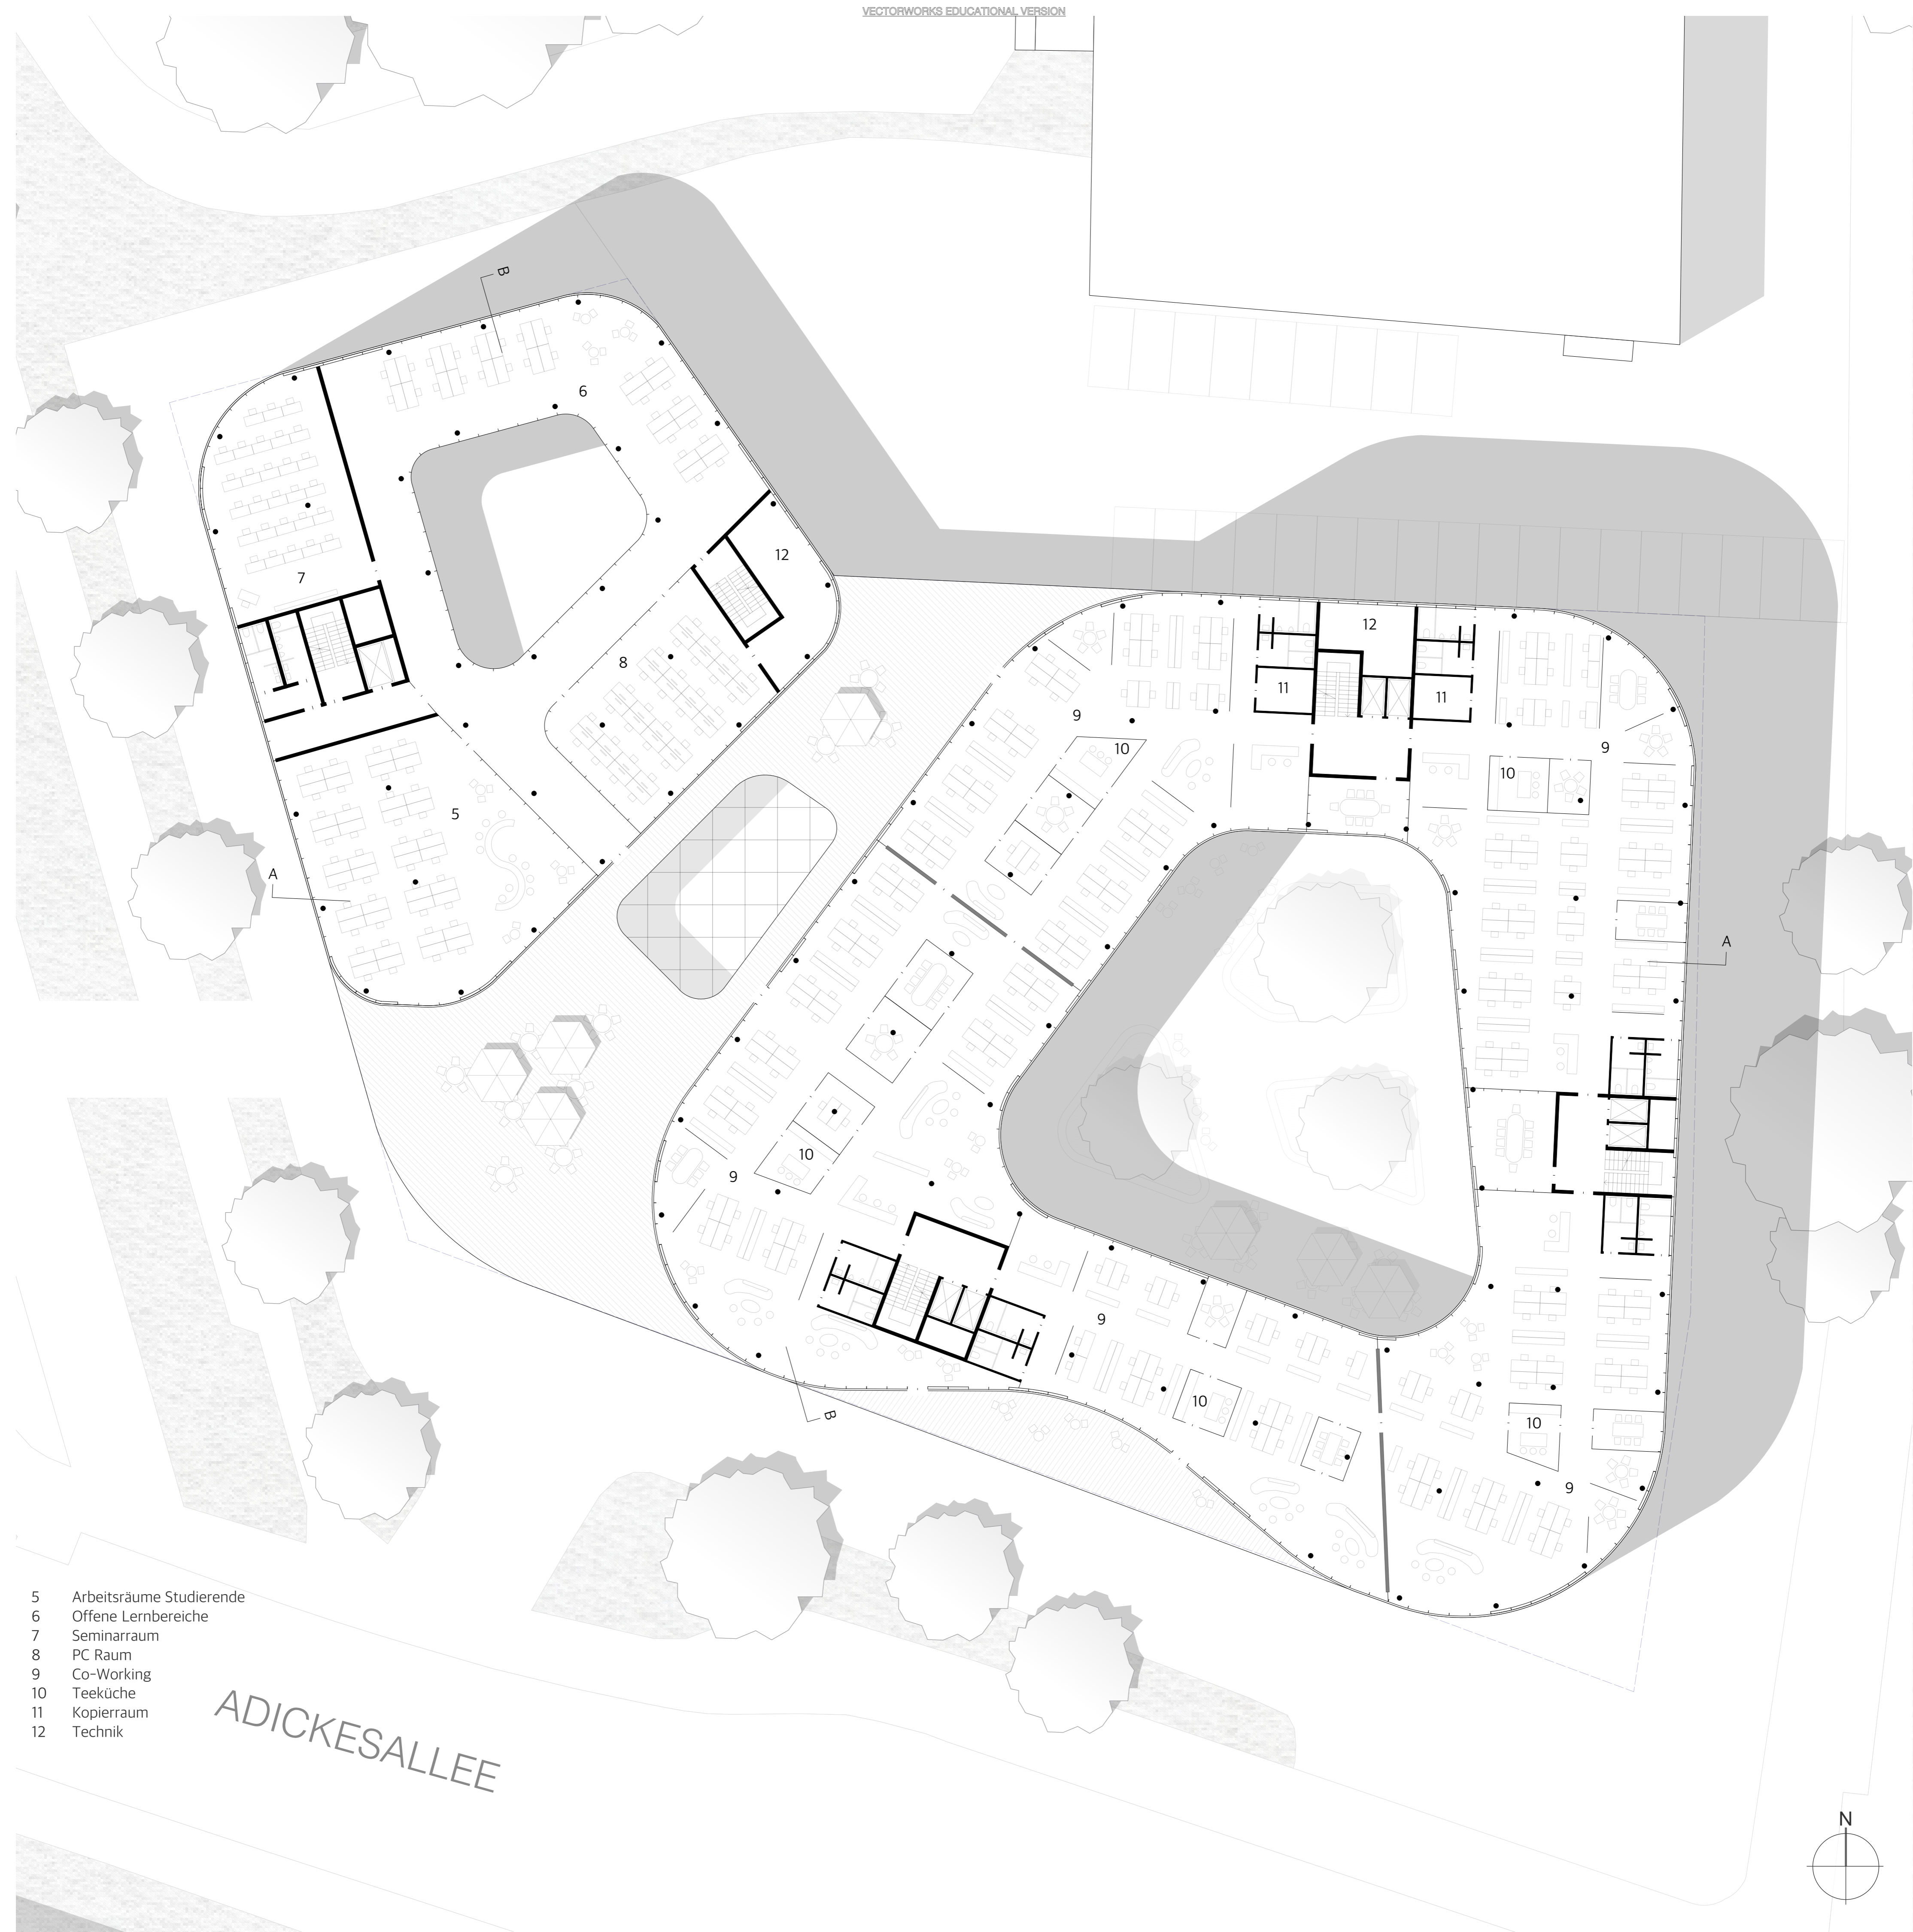 VECTORWORKS EDUCATIONAL VERSION
B
6
12
7
8
12
11
11
9
9
10
10
5
A
A
10
9
9
10
10
9
B
5 Arbeitsräume Studierende
6 Offene Lernbereiche
7 Seminarraum
8 PC Raum
9 Co-Working
10 Teeküche
11 Kopierraum
12 Technik
ADICKESALLEE
N